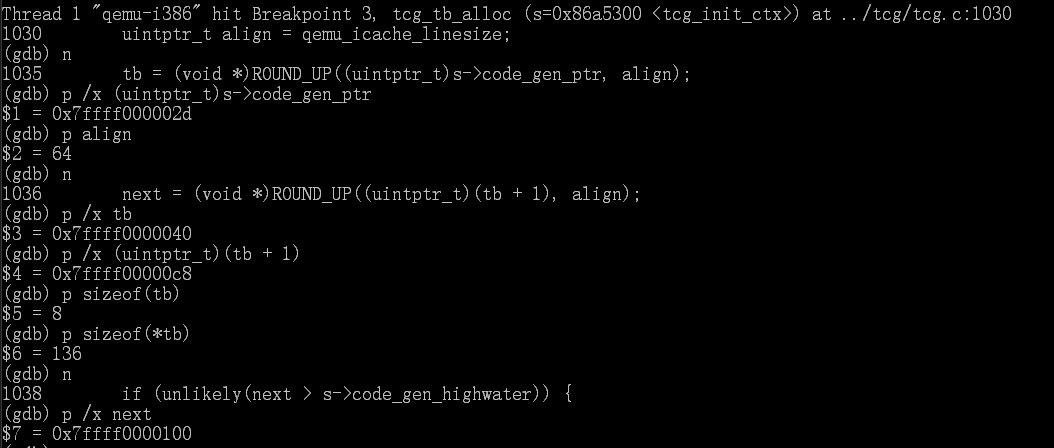 Thread 1 "qemu-i386" hit Breakpoint 3, tcg_tb_alloc (s=0x86a5300 <tcg_init_ctx>) at ../tcg/tcg.c:1030
1030        uintptr_t align = qemu_icache_linesize;
(gdb) n
1035        tb = (void *)ROUND_UP((uintptr_t)s->code_gen_ptr, align);
(gdb) p /x (uintptr_t)s->code_gen_ptr
$1 = 0x7ffff000002d
(gdb) p align
$2 = 64
(gdb) n
1036        next = (void *)ROUND_UP((uintptr_t)(tb + 1), align);
(gdb) p /x tb
$3 = 0x7ffff0000040
(gdb) p /x (uintptr_t)(tb + 1)
$4 = 0x7ffff00000c8
(gdb) p sizeof(tb)
$5 = 8
(gdb) p sizeof(*tb)
$6 = 136
(gdb) n
1038        if (unlikely(next > s->code_gen_highwater)) {
(gdb) p /x next
$7 = 0x7ffff0000100